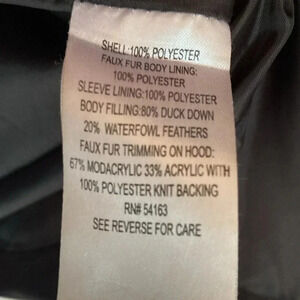 SHELL:100% POLYESTER
FAUX FUR BODY LINING:
100% POLYESTER
SLEEVE LINING:100% POLYESTER
BODY FILLING:80% DUCK DOWN
20% WATERFOWL FEATHERS
FAUX FUR TRIMMING ON HOOD:
67% MODACRYLIC 33% ACRYLIC WITH
100% POLYESTER KNIT BACKING
RN# 54163
SEE REVERSE FOR CARE